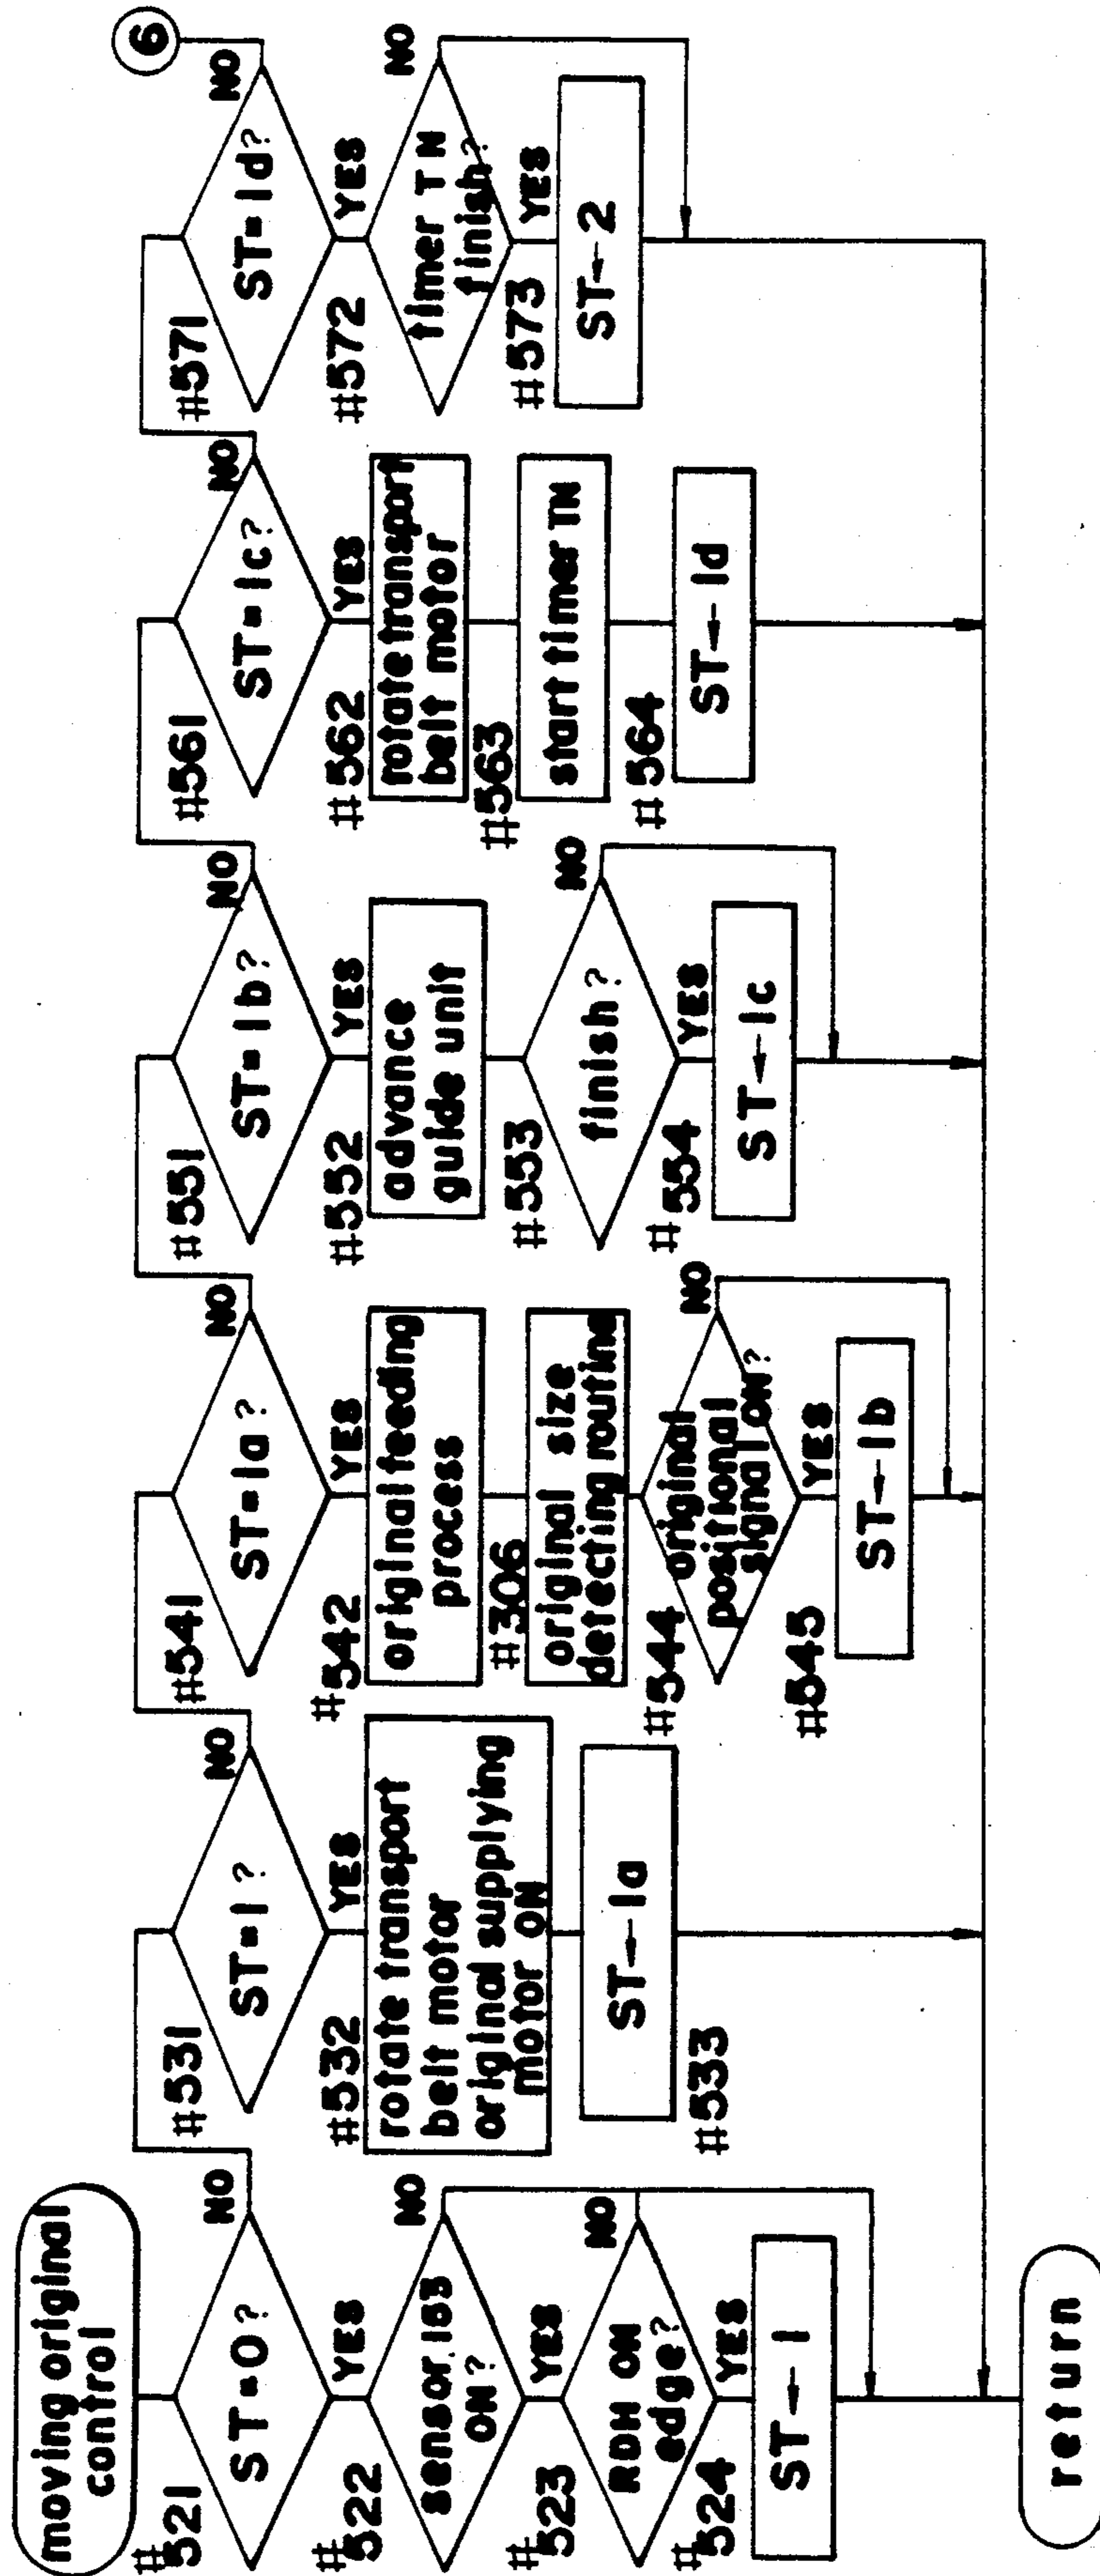 moving original
control
#521
ST=0?
NO
YES
#522
sensor 153
ON?
NO
YES
#523
RDH ON
edge?
NO
YES
#524
ST←1
return
#531
ST=1?
NO
YES
#532
rotate transport
belt motor
original supplying
motor ON
ST←1a
#533
#541
ST=1a?
NO
YES
#542
original feeding
process
#306
original size
detecting routine
#544
original
positional
signal ON?
NO
YES
#545
ST←1b
#551
ST=1b?
NO
YES
#552
advance
guide unit
#553
finish?
NO
YES
#554
ST←1c
#561
ST=1c?
NO
YES
#562
rotate transport
belt motor
#563
start timer TN
#564
ST←1d
#571
ST=1d?
NO
6
YES
#572
timer TN
finish?
NO
YES
#573
ST←2